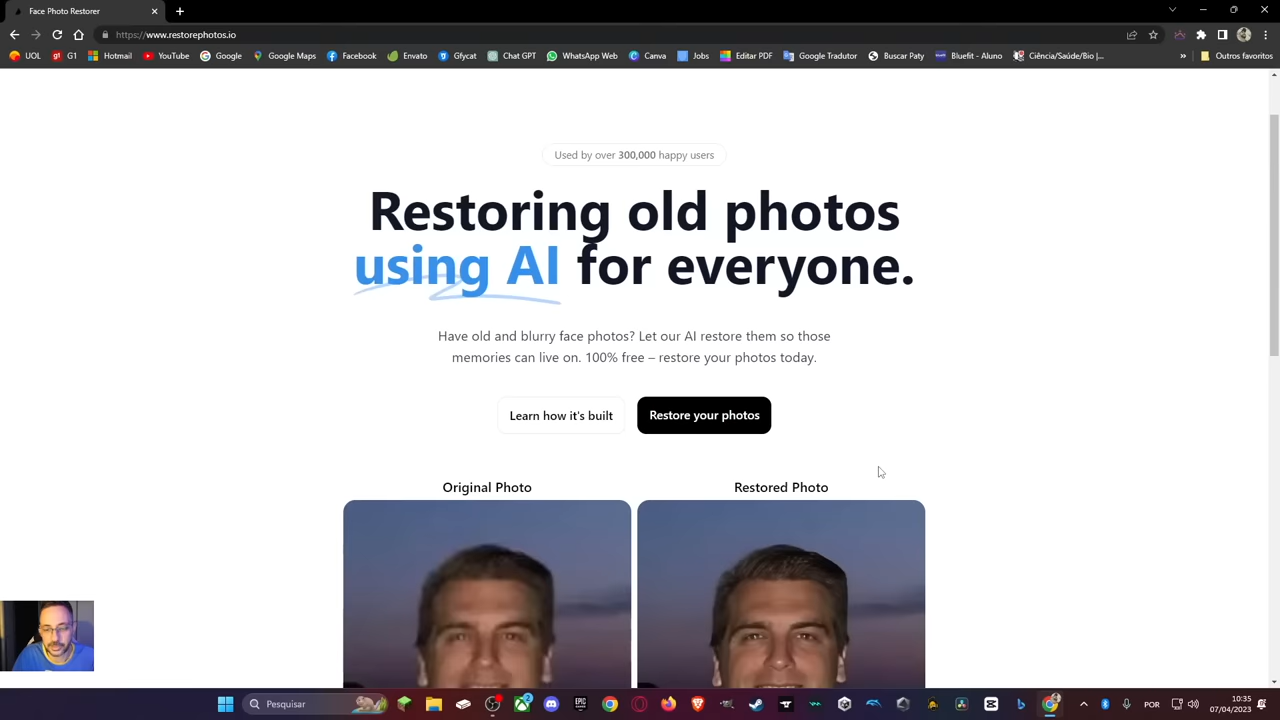 Face Photo Restorer
https://www.restorephotos.io
UOL G1 Hotmail YouTube Google Google Maps Facebook Envato Gfycat Chat GPT WhatsApp Web Canva Jobs Editar PDF Google Tradutor Buscar Paty Bluefit - Aluno Ciência/Saúde/Bio |... » Outros favoritos
Used by over 300,000 happy users
Restoring old photos
using AI for everyone.
Have old and blurry face photos? Let our AI restore them so those
memories can live on. 100% free – restore your photos today.
Learn how it's built Restore your photos
Original Photo Restored Photo
Pesquisar
POR
10:35
07/04/2023